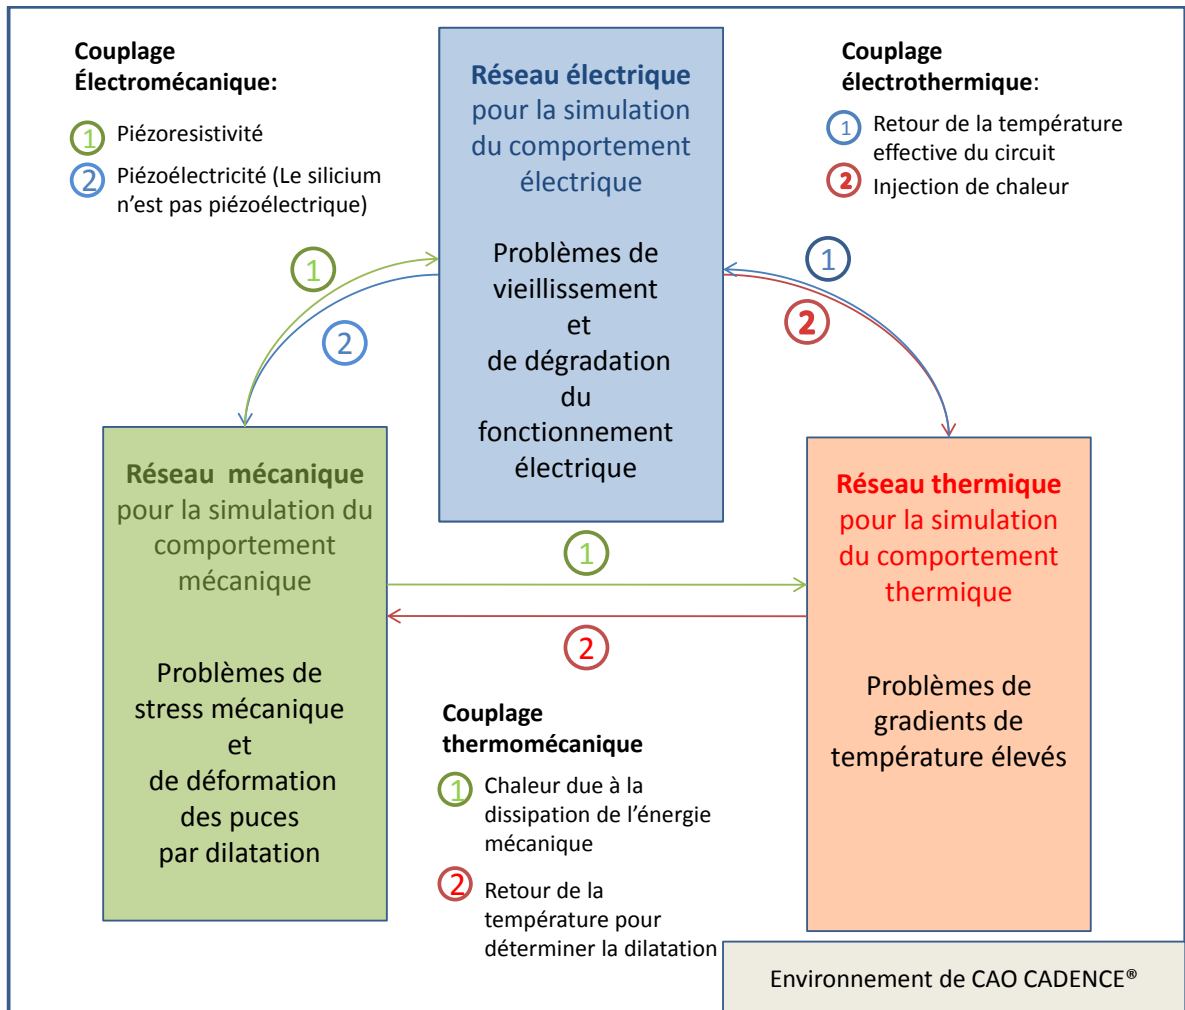 Couplage
Électromécanique:
1 Piézoresistivité
2 Piézoélectricité (Le silicium
n’est pas piézoélectrique)
Réseau électrique
pour la simulation
du comportement
électrique
Problèmes de
vieillissement
et
de dégradation
du
fonctionnement
électrique
Couplage
électrothermique:
1 Retour de la température
effective du circuit
2 Injection de chaleur
1
2
1
2
Réseau mécanique
pour la simulation du
comportement
mécanique
Problèmes de
stress mécanique
et
de déformation
des puces
par dilatation
1
2
Réseau thermique
pour la simulation
du comportement
thermique
Problèmes de
gradients de
température élevés
Couplage
thermomécanique
1 Chaleur due à la
dissipation de l’énergie
mécanique
2 Retour de la
température pour
déterminer la dilatation
Environnement de CAO CADENCE®